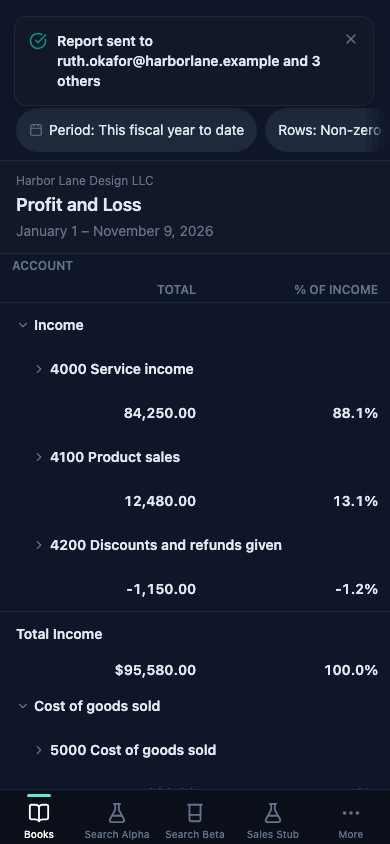 Report sent to
ruth.okafor@harborlane.example and 3
others
Period: This fiscal year to date
Rows: Non-zero
Harbor Lane Design LLC
Profit and Loss
January 1 – November 9, 2026
ACCOUNT
TOTAL % OF INCOME
Income
4000 Service income
84,250.00 88.1%
4100 Product sales
12,480.00 13.1%
4200 Discounts and refunds given
-1,150.00 -1.2%
Total Income
$95,580.00 100.0%
Cost of goods sold
5000 Cost of goods sold
Books
Search Alpha
Search Beta
Sales Stub
More